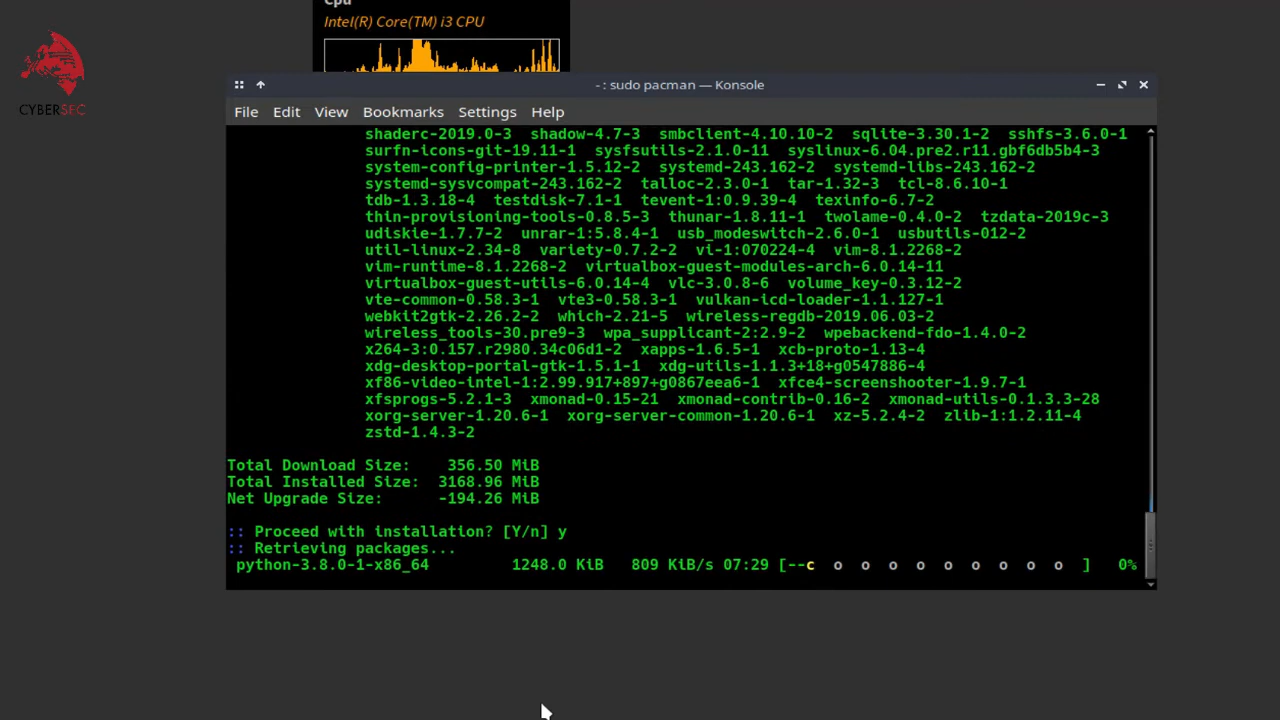 Cpu
Intel(R) Core(TM) i3 CPU
CYBERSEC
- : sudo pacman — Konsole
File Edit View Bookmarks Settings Help
shaderc-2019.0-3 shadow-4.7-3 smbclient-4.10.10-2 sqlite-3.30.1-2 sshfs-3.6.0-1
surfn-icons-git-19.11-1 sysfsutils-2.1.0-11 syslinux-6.04.pre2.r11.gbf6db5b4-3
system-config-printer-1.5.12-2 systemd-243.162-2 systemd-libs-243.162-2
systemd-sysvcompat-243.162-2 talloc-2.3.0-1 tar-1.32-3 tcl-8.6.10-1
tdb-1.3.18-4 testdisk-7.1-1 tevent-1:0.9.39-4 texinfo-6.7-2
thin-provisioning-tools-0.8.5-3 thunar-1.8.11-1 twolame-0.4.0-2 tzdata-2019c-3
udiskie-1.7.7-2 unrar-1:5.8.4-1 usb_modeswitch-2.6.0-1 usbutils-012-2
util-linux-2.34-8 variety-0.7.2-2 vi-1:070224-4 vim-8.1.2268-2
vim-runtime-8.1.2268-2 virtualbox-guest-modules-arch-6.0.14-11
virtualbox-guest-utils-6.0.14-4 vlc-3.0.8-6 volume_key-0.3.12-2
vte-common-0.58.3-1 vte3-0.58.3-1 vulkan-icd-loader-1.1.127-1
webkit2gtk-2.26.2-2 which-2.21-5 wireless-regdb-2019.06.03-2
wireless_tools-30.pre9-3 wpa_supplicant-2:2.9-2 wpebackend-fdo-1.4.0-2
x264-3:0.157.r2980.34c06d1-2 xapps-1.6.5-1 xcb-proto-1.13-4
xdg-desktop-portal-gtk-1.5.1-1 xdg-utils-1.1.3+18+g0547886-4
xf86-video-intel-1:2.99.917+897+g0867eea6-1 xfce4-screenshooter-1.9.7-1
xfsprogs-5.2.1-3 xmonad-0.15-21 xmonad-contrib-0.16-2 xmonad-utils-0.1.3.3-28
xorg-server-1.20.6-1 xorg-server-common-1.20.6-1 xz-5.2.4-2 zlib-1:1.2.11-4
zstd-1.4.3-2
Total Download Size: 356.50 MiB
Total Installed Size: 3168.96 MiB
Net Upgrade Size: -194.26 MiB
:: Proceed with installation? [Y/n] y
:: Retrieving packages...
python-3.8.0-1-x86_64 1248.0 KiB 809 KiB/s 07:29 [--c o o o o o o o o o ] 0%